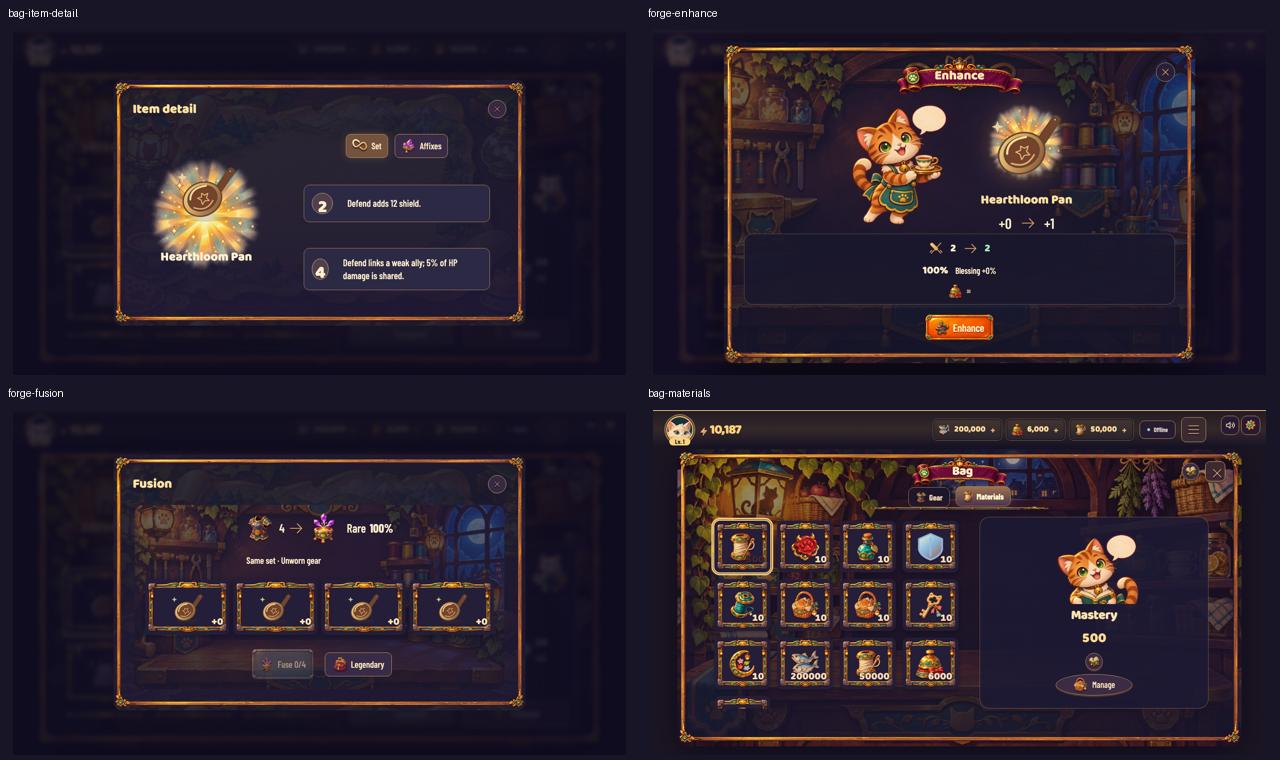 bag-item-detail
10,187
Item detail
Set
Affixes
2
Defend adds 12 shield.
Hearthloom Pan
4
Defend links a weak ally; 5% of HP
damage is shared.
forge-enhance
Enhance
Hearthloom Pan
+0 → +1
2 → 2
100% Blessing +0%
=
Enhance
forge-fusion
10,187
Fusion
4 → Rare 100%
Same set · Unworn gear
+0
+0
+0
+0
Fuse 0/4
Legendary
bag-materials
Lv.1
10,187
200,000 +
6,000 +
50,000 +
Offline
Bag
Gear
Materials
10
10
10
10
10
10
10
10
200000
50000
6000
Mastery
500
Manage